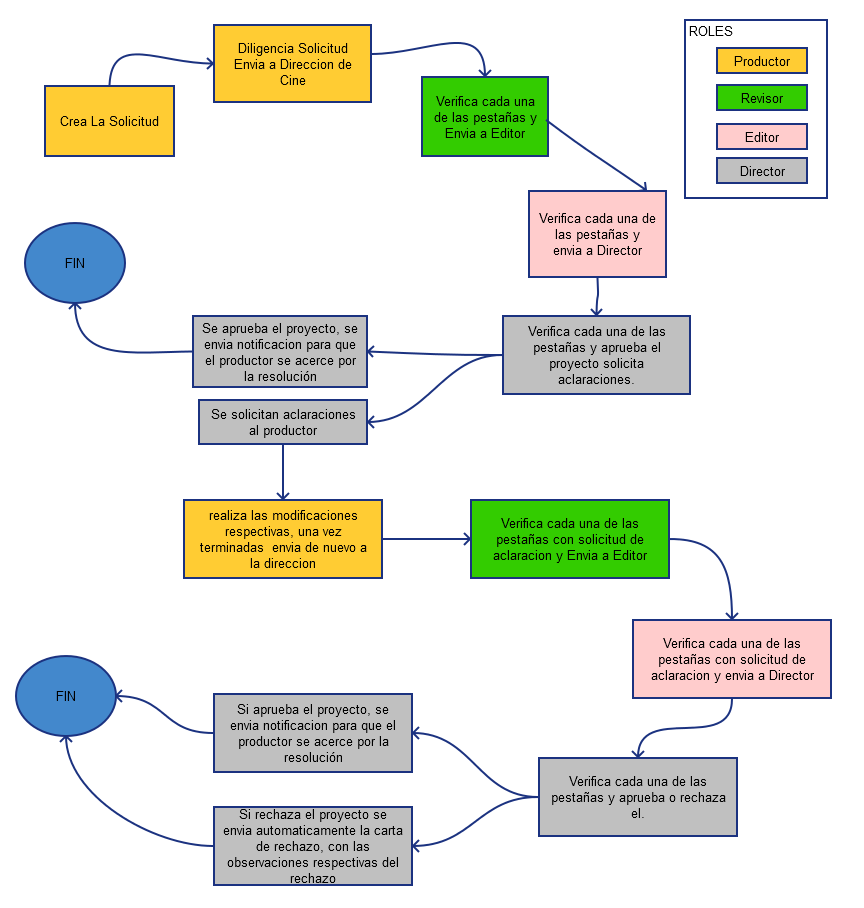 ROLES
Productor
Revisor
Editor
Director
Crea La Solicitud
Diligencia Solicitud
Envia a Direccion de
Cine
Verifica cada una
de las pestañas y
Envia a Editor
Verifica cada una de
las pestañas y
envia a Director
FIN
Se aprueba el proyecto, se
envia notificacion para que
el productor se acerce por
la resolución
Verifica cada una de las
pestañas y aprueba el
proyecto solicita
aclaraciones.
Se solicitan aclaraciones
al productor
realiza las modificaciones
respectivas, una vez
terminadas  envia de nuevo a
la direccion
Verifica cada una de las
pestañas con solicitud de
aclaracion y Envia a Editor
Verifica cada una de las
pestañas con solicitud de
aclaracion y envia a Director
FIN
Si aprueba el proyecto, se
envia notificación para que el
productor se acerce por la
resolución
Verifica cada una de las
pestañas y aprueba o rechaza
el.
Si rechaza el proyecto se
envia automaticamente la carta
de rechazo, con las
observaciones respectivas del
rechazo